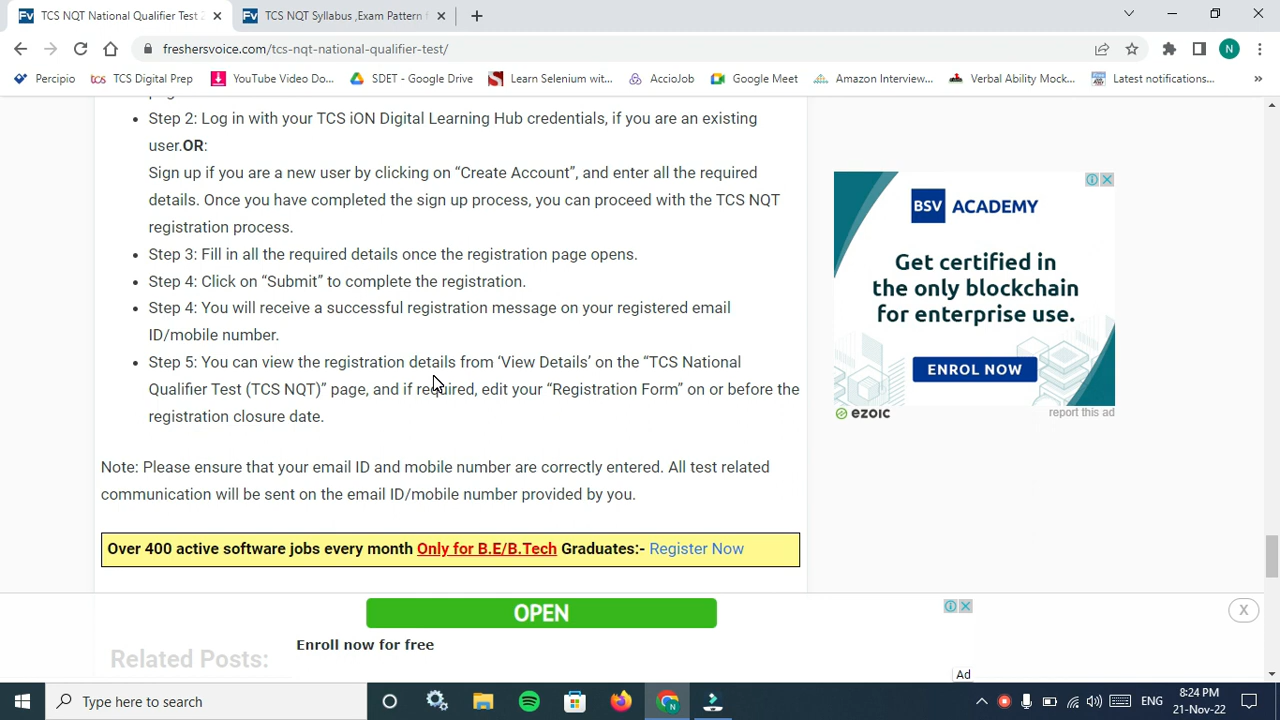 TCS NQT National Qualifier Test
TCS NQT Syllabus ,Exam Pattern f
freshersvoice.com/tcs-nqt-national-qualifier-test/
N
Percipio
TCS Digital Prep
YouTube Video Do...
SDET - Google Drive
Learn Selenium wit...
AccioJob
Google Meet
Amazon Interview...
Verbal Ability Mock...
Latest notifications...
»
Step 2: Log in with your TCS iON Digital Learning Hub credentials, if you are an existing
user.OR:
Sign up if you are a new user by clicking on “Create Account”, and enter all the required
details. Once you have completed the sign up process, you can proceed with the TCS NQT
registration process.
Step 3: Fill in all the required details once the registration page opens.
Step 4: Click on “Submit” to complete the registration.
Step 4: You will receive a successful registration message on your registered email
ID/mobile number.
Step 5: You can view the registration details from ‘View Details’ on the “TCS National
Qualifier Test (TCS NQT)” page, and if required, edit your “Registration Form” on or before the
registration closure date.
Note: Please ensure that your email ID and mobile number are correctly entered. All test related
communication will be sent on the email ID/mobile number provided by you.
Over 400 active software jobs every month Only for B.E/B.Tech Graduates:- Register Now
BSV ACADEMY
Get certified in
the only blockchain
for enterprise use.
ENROL NOW
ezoic
report this ad
OPEN
Enroll now for free
X
Related Posts:
Ad
Type here to search
N
ENG
8:24 PM
21-Nov-22